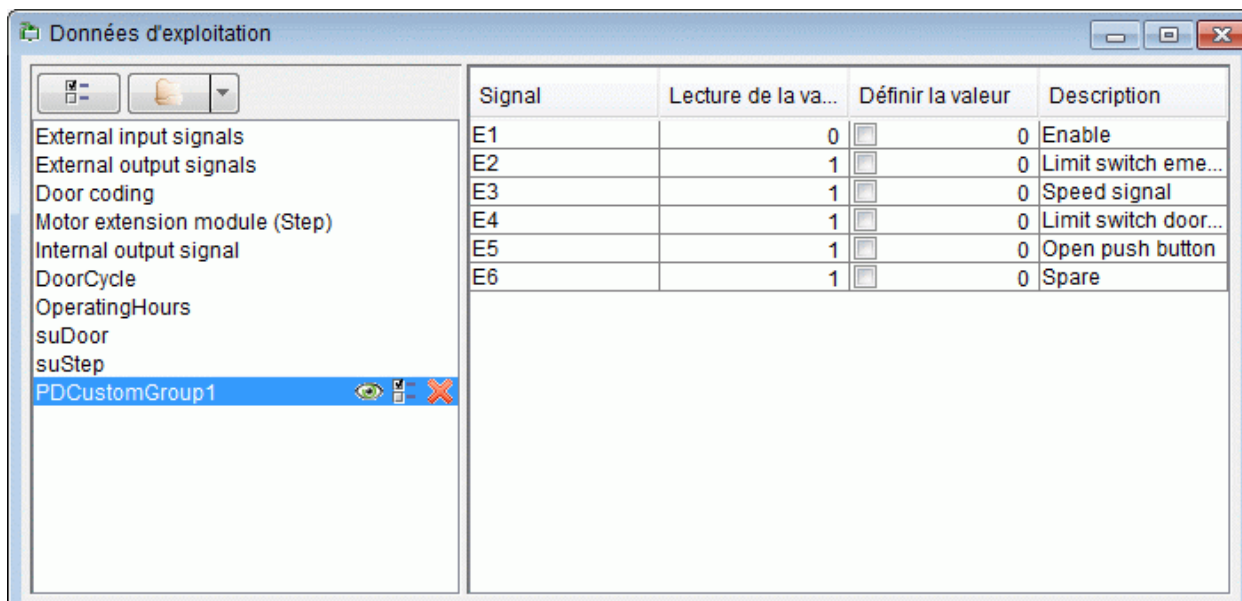 Données d'exploitation
Signal Lecture de la va... Définir la valeur Description
External input signals
External output signals
Door coding
Motor extension module (Step)
Internal output signal
DoorCycle
OperatingHours
suDoor
suStep
PDCustomGroup1
E1 0 0 Enable
E2 1 0 Limit switch eme...
E3 1 0 Speed signal
E4 1 0 Limit switch door...
E5 1 0 Open push button
E6 1 0 Spare